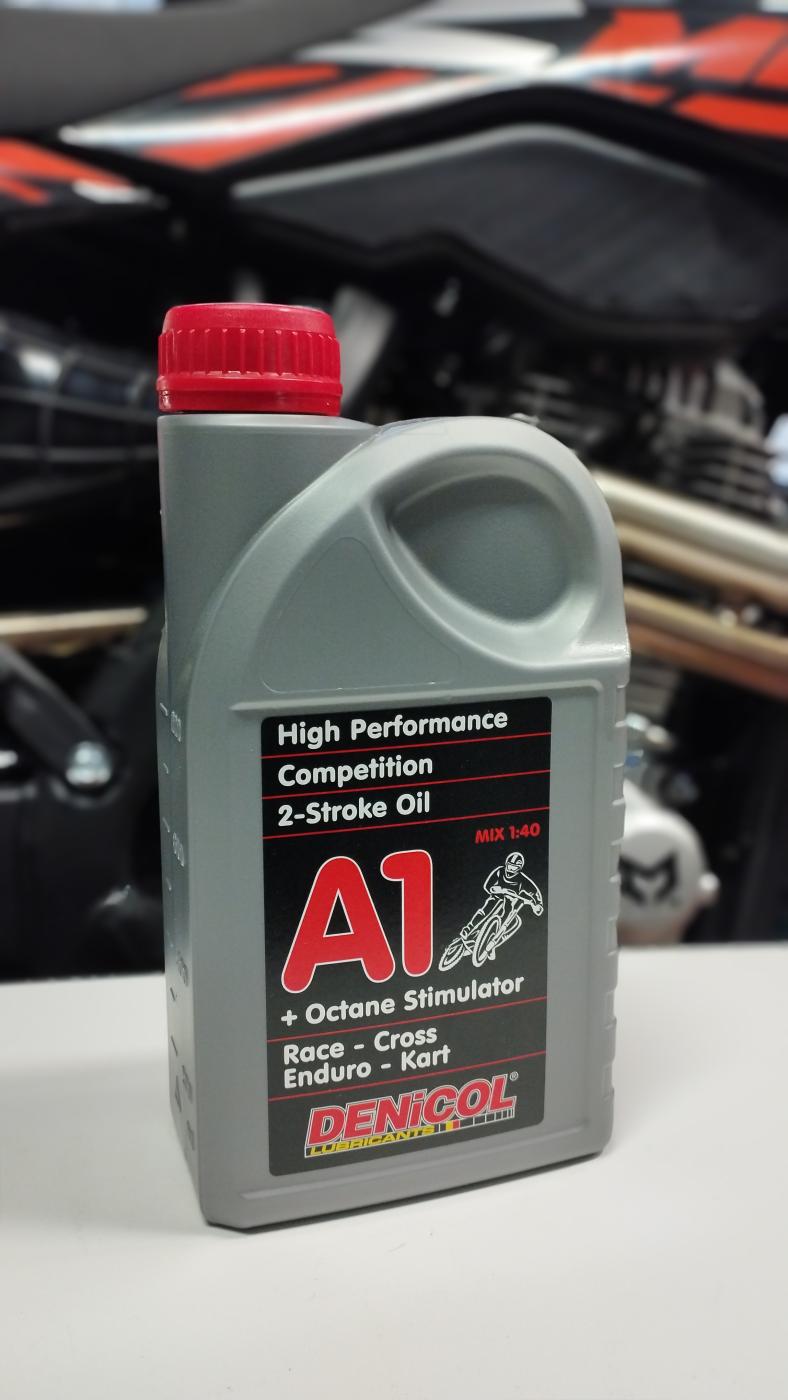 High Performance
Competition
2-Stroke Oil
MIX 1:40
A1
+ Octane Stimulator
Race - Cross
Enduro - Kart
DENiCOL®
LUBRICANTS